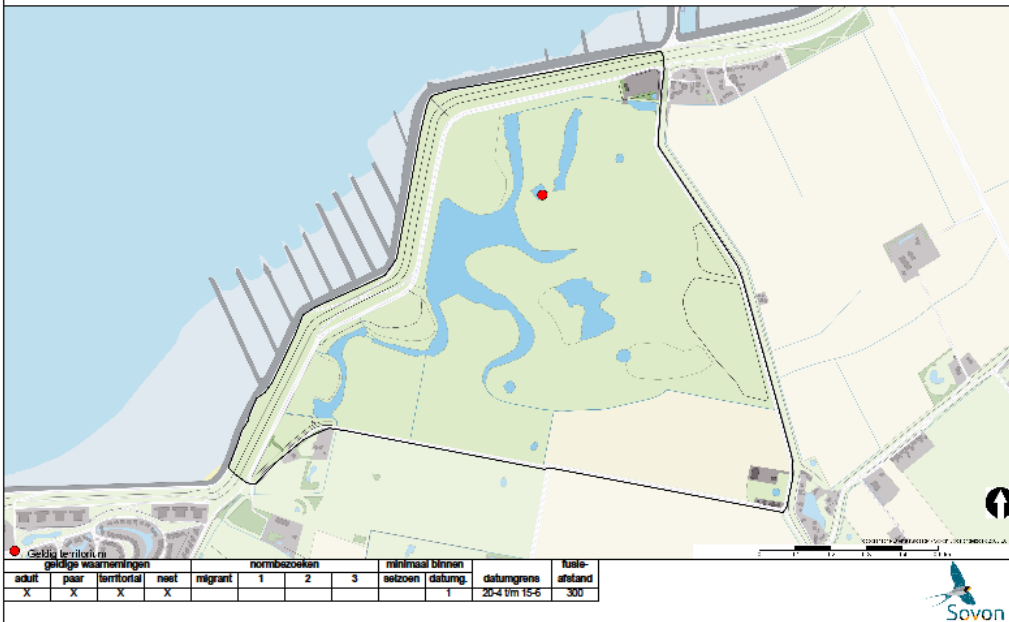 Geldig territorium
geldige waarnemingen normbezoeken minimaal binnen fusie-
adult paar territorial nest migrant 1 2 3 seizoen datumg. datumgrens afstand
X X X X 1 20-4 t/m 15-6 300
Sovon